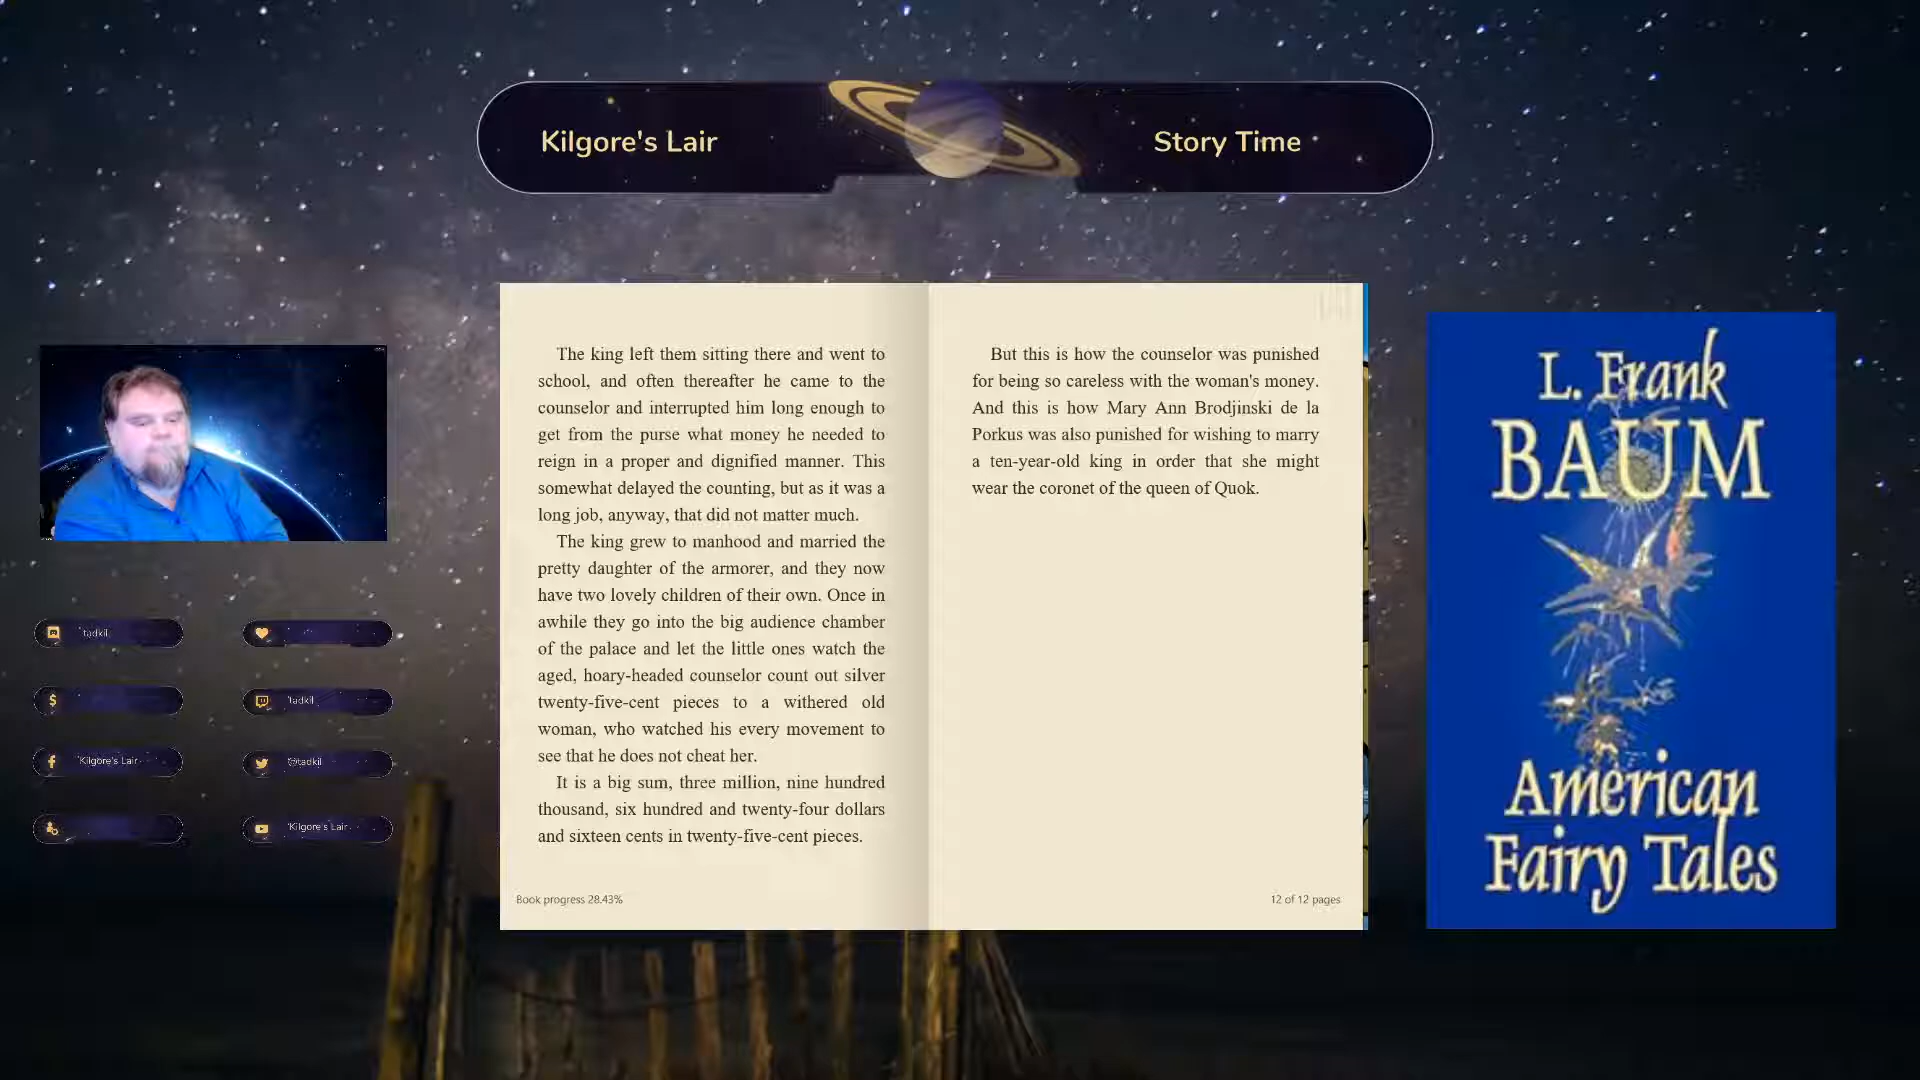 Kilgore's Lair
Story Time
The king left them sitting there and went to
school, and often thereafter he came to the
counselor and interrupted him long enough to
get from the purse what money he needed to
reign in a proper and dignified manner. This
somewhat delayed the counting, but as it was a
long job, anyway, that did not matter much.
The king grew to manhood and married the
pretty daughter of the armorer, and they now
have two lovely children of their own. Once in
awhile they go into the big audience chamber
of the palace and let the little ones watch the
aged, hoary-headed counselor count out silver
twenty-five-cent pieces to a withered old
woman, who watched his every movement to
see that he does not cheat her.
It is a big sum, three million, nine hundred
thousand, six hundred and twenty-four dollars
and sixteen cents in twenty-five-cent pieces.
Book progress 28.43%
But this is how the counselor was punished
for being so careless with the woman's money.
And this is how Mary Ann Brodjinski de la
Porkus was also punished for wishing to marry
a ten-year-old king in order that she might
wear the coronet of the queen of Quok.
12 of 12 pages
L. Frank
BAUM
American
Fairy Tales
tadkil
tadkil
Kilgore's Lair
@tadkil
Kilgore's Lair